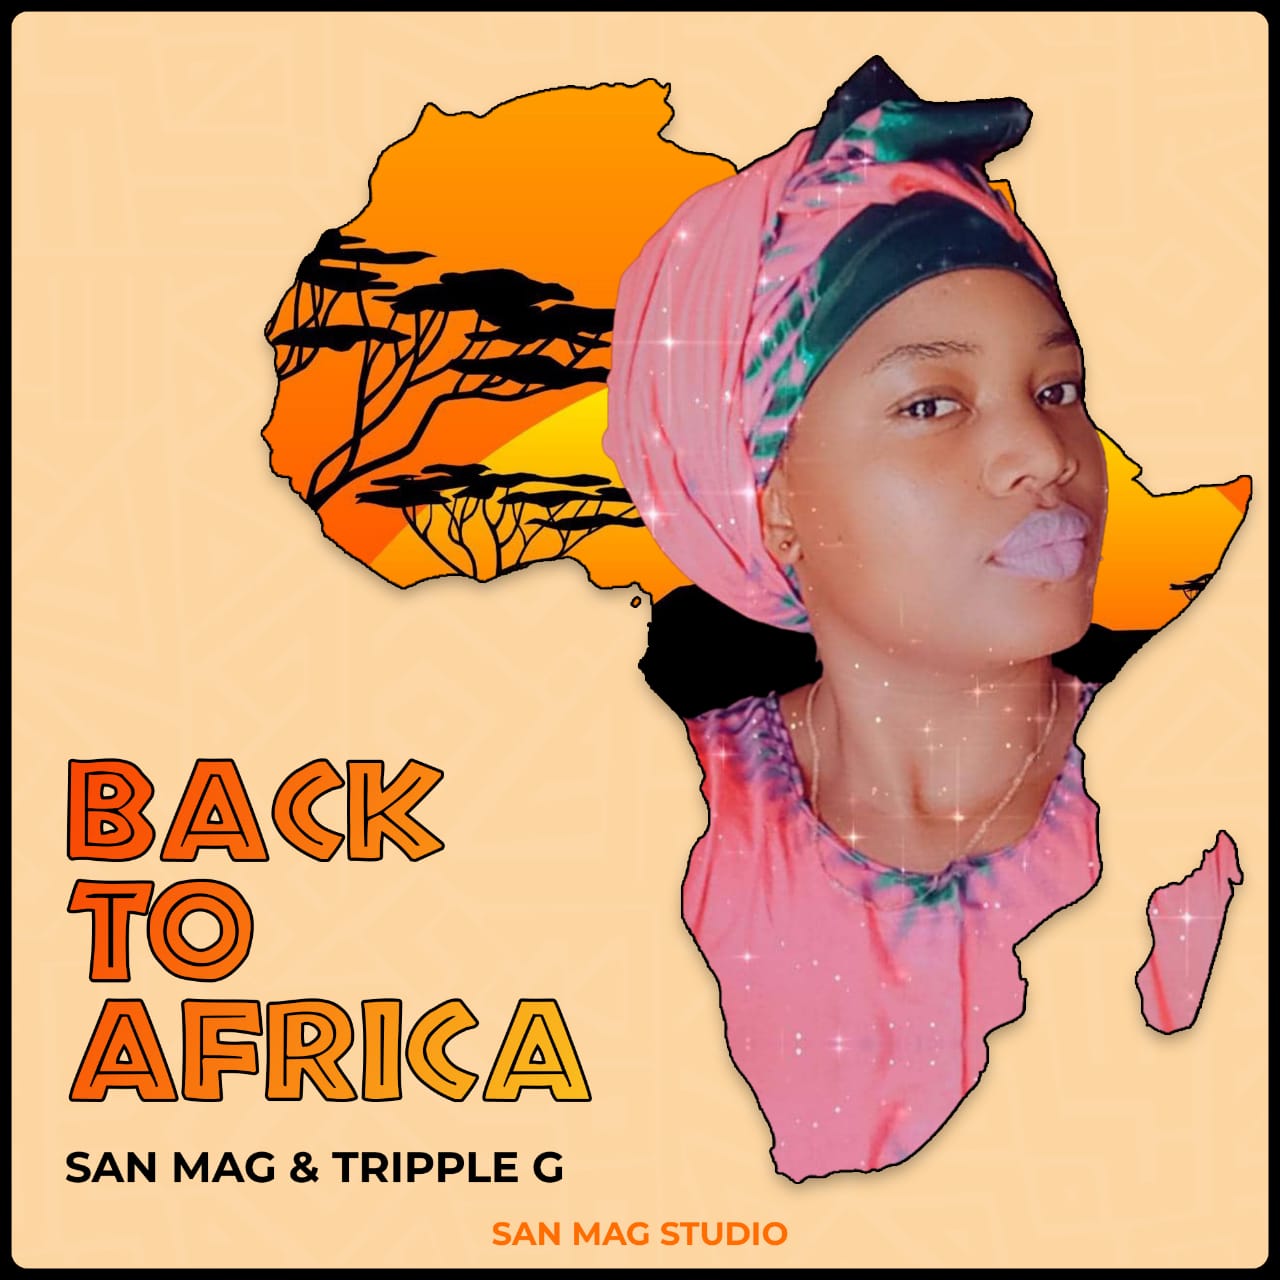 BACK
TO
AFRICA
SAN MAG & TRIPPLE G
SAN MAG STUDIO